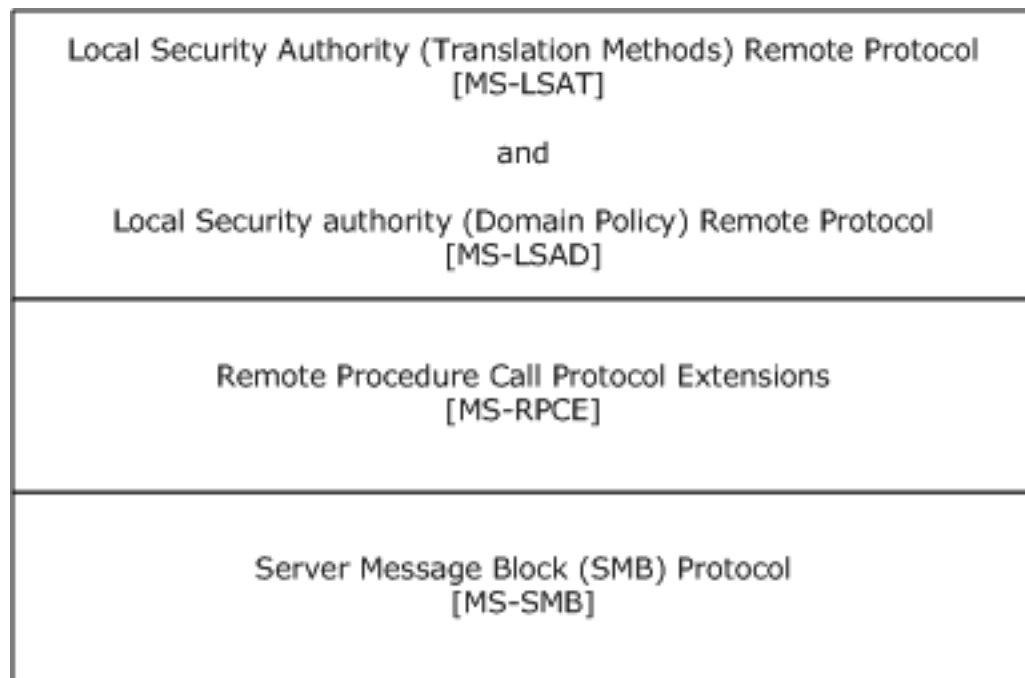 Local Security Authority (Translation Methods) Remote Protocol
[MS-LSAT]
and
Local Security authority (Domain Policy) Remote Protocol
[MS-LSAD]
Remote Procedure Call Protocol Extensions
[MS-RPCE]
Server Message Block (SMB) Protocol
[MS-SMB]